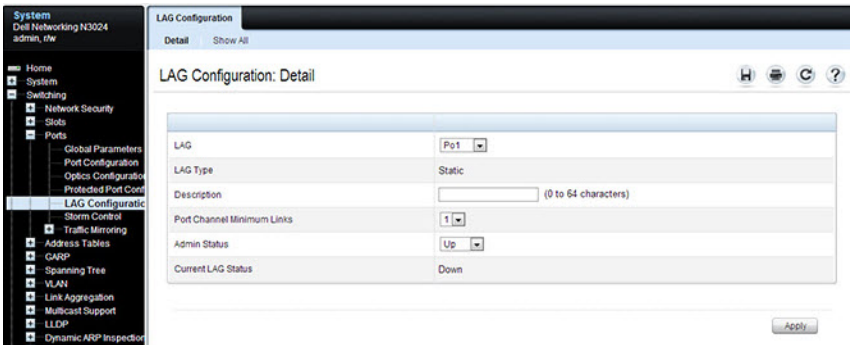 System
Dell Networking N3024
admin, r/w
Home
System
Switching
Network Security
Slots
Ports
Global Parameters
Port Configuration
Optics Configuratio
Protected Port Conf
LAG Configuratic
Storm Control
Traffic Mirroring
Address Tables
GARP
Spanning Tree
VLAN
Link Aggregation
Multicast Support
LLDP
Dynamic ARP Inspection
LAG Configuration
Detail Show All
LAG Configuration: Detail
LAG Po1
LAG Type Static
Description (0 to 64 characters)
Port Channel Minimum Links 1
Admin Status Up
Current LAG Status Down
Apply